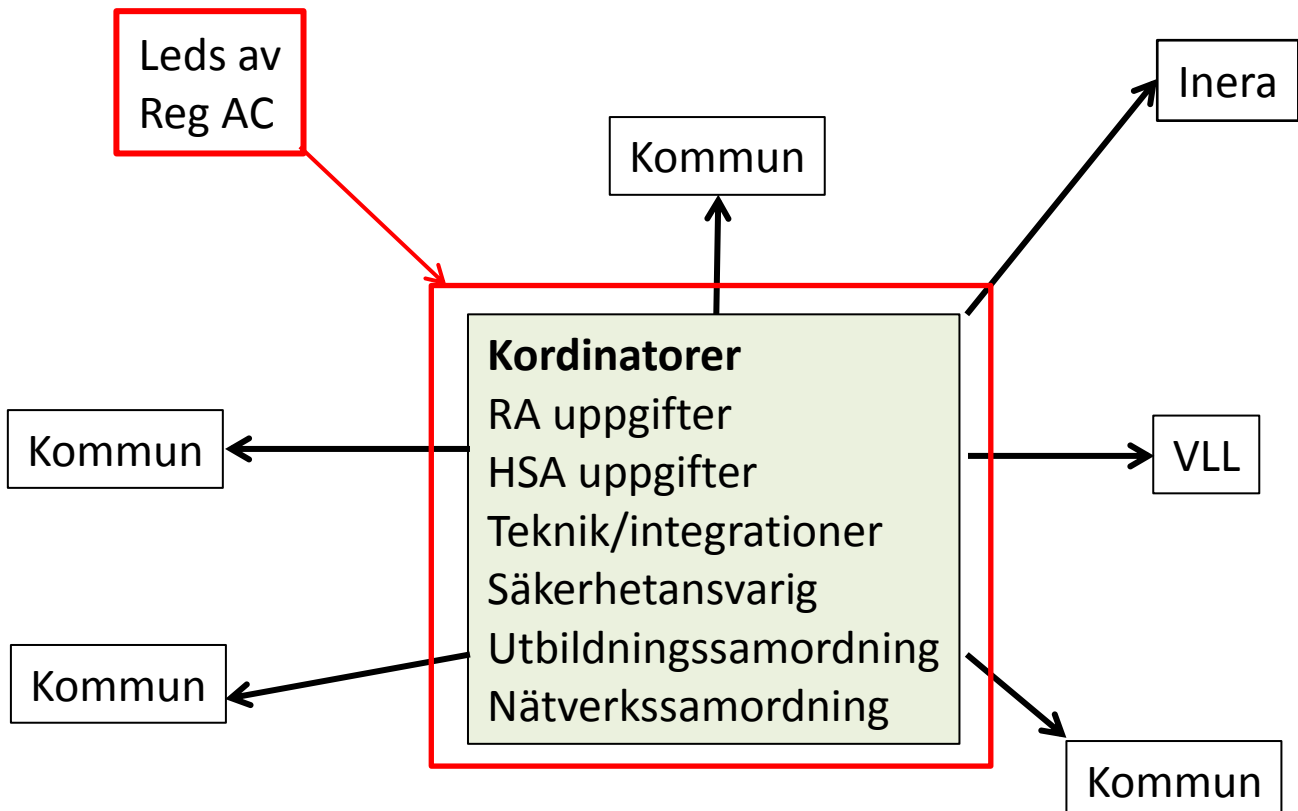 Leds av
Reg AC
Inera
Kommun
Kordinatorer
RA uppgifter
HSA uppgifter
Teknik/integrationer
Säkerhetansvarig
Utbildningssamordning
Nätverkssamordning
Kommun
VLL
Kommun
Kommun